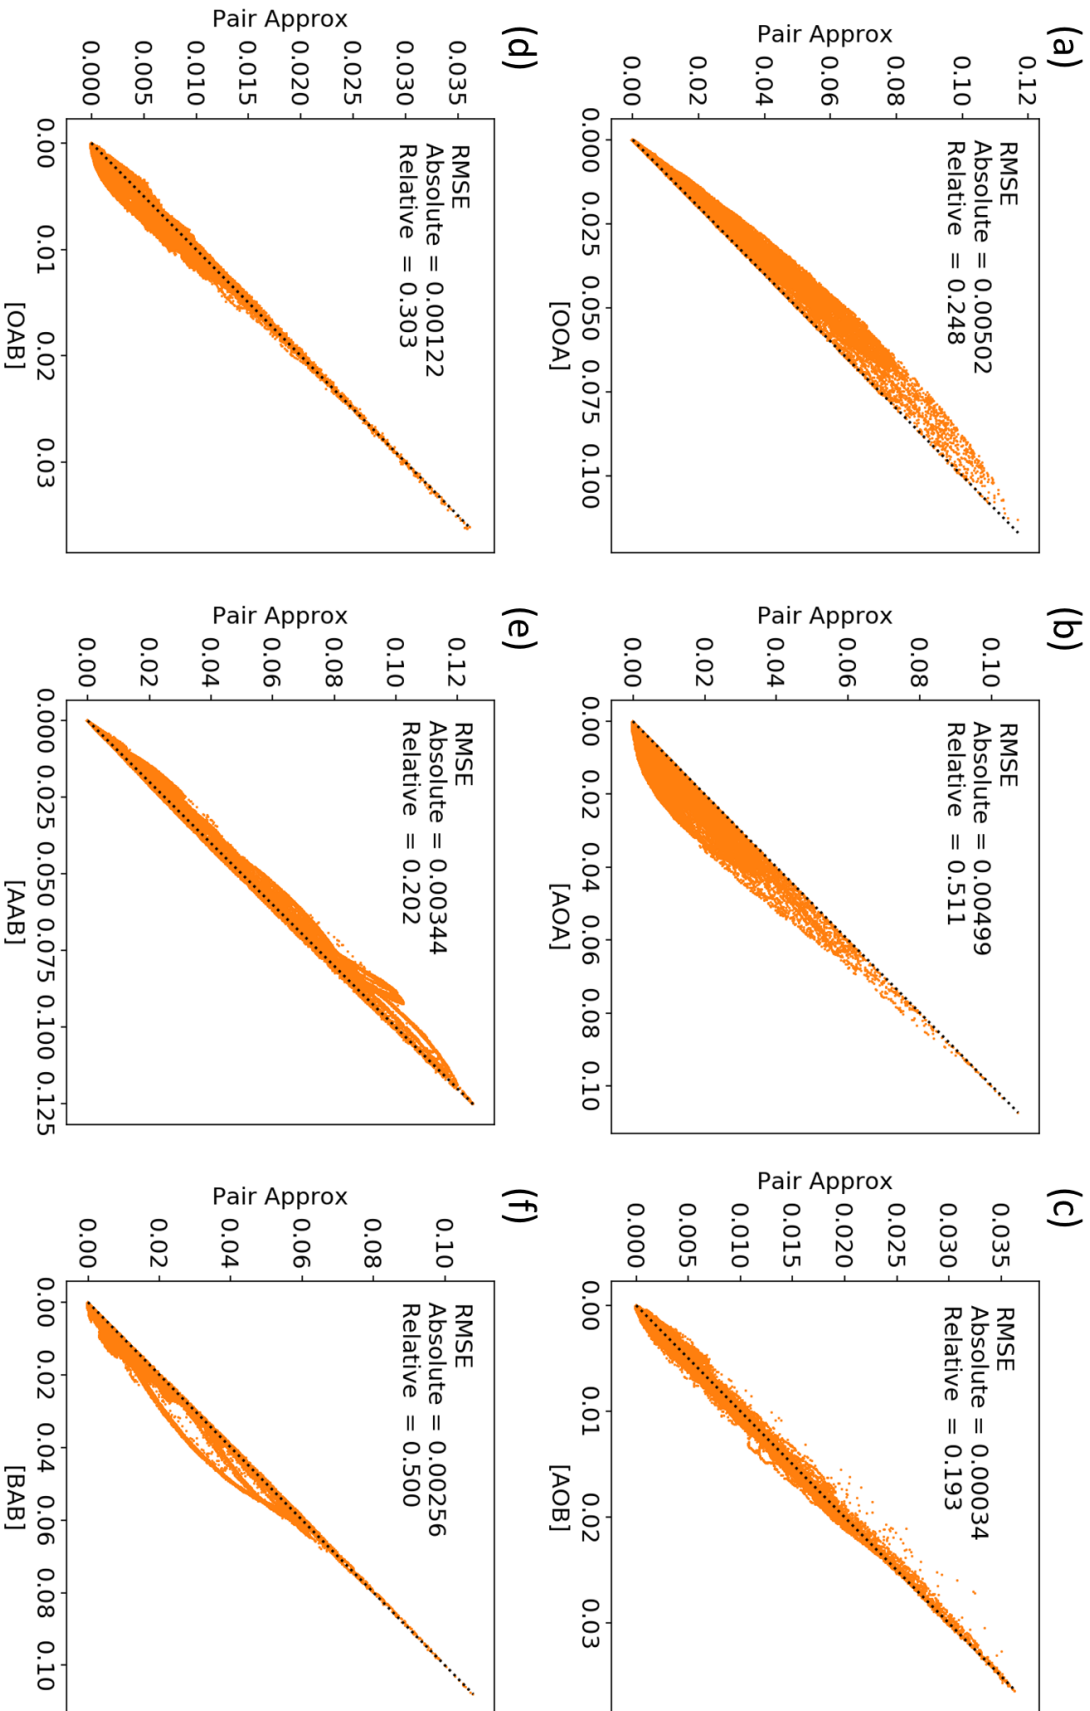 (a)
Pair Approx
0.12
0.10
0.08
0.06
0.04
0.02
0.00
RMSE
Absolute = 0.00502
Relative = 0.248
0.000 0.025 0.050 0.075 0.100
[OOA]
(b)
Pair Approx
0.10
0.08
0.06
0.04
0.02
0.00
RMSE
Absolute = 0.00499
Relative = 0.511
0.00 0.02 0.04 0.06 0.08 0.10
[AOA]
(c)
Pair Approx
0.035
0.030
0.025
0.020
0.015
0.010
0.005
0.000
RMSE
Absolute = 0.00034
Relative = 0.193
0.00 0.01 0.02 0.03
[AOB]
(d)
Pair Approx
0.035
0.030
0.025
0.020
0.015
0.010
0.005
0.000
RMSE
Absolute = 0.00122
Relative = 0.303
0.00 0.01 0.02 0.03
[OAB]
(e)
Pair Approx
0.12
0.10
0.08
0.06
0.04
0.02
0.00
RMSE
Absolute = 0.00344
Relative = 0.202
0.000 0.025 0.050 0.075 0.100 0.125
[AAB]
(f)
Pair Approx
0.10
0.08
0.06
0.04
0.02
0.00
RMSE
Absolute = 0.00256
Relative = 0.500
0.00 0.02 0.04 0.06 0.08 0.10
[BAB]